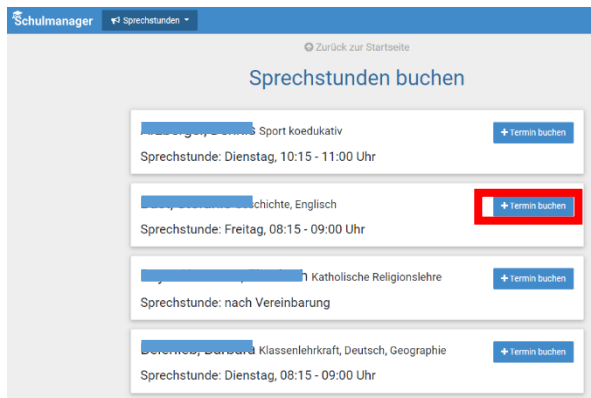 Schulmanager Sprechstunden
Zurück zur Startseite
Sprechstunden buchen
Sport koedukativ
+ Termin buchen
Sprechstunde: Dienstag, 10:15 - 11:00 Uhr
Englisch
+ Termin buchen
Sprechstunde: Freitag, 08:15 - 09:00 Uhr
Katholische Religionslehre
+ Termin buchen
Sprechstunde: nach Vereinbarung
Klassenlehrkraft, Deutsch, Geographie
+ Termin buchen
Sprechstunde: Dienstag, 08:15 - 09:00 Uhr